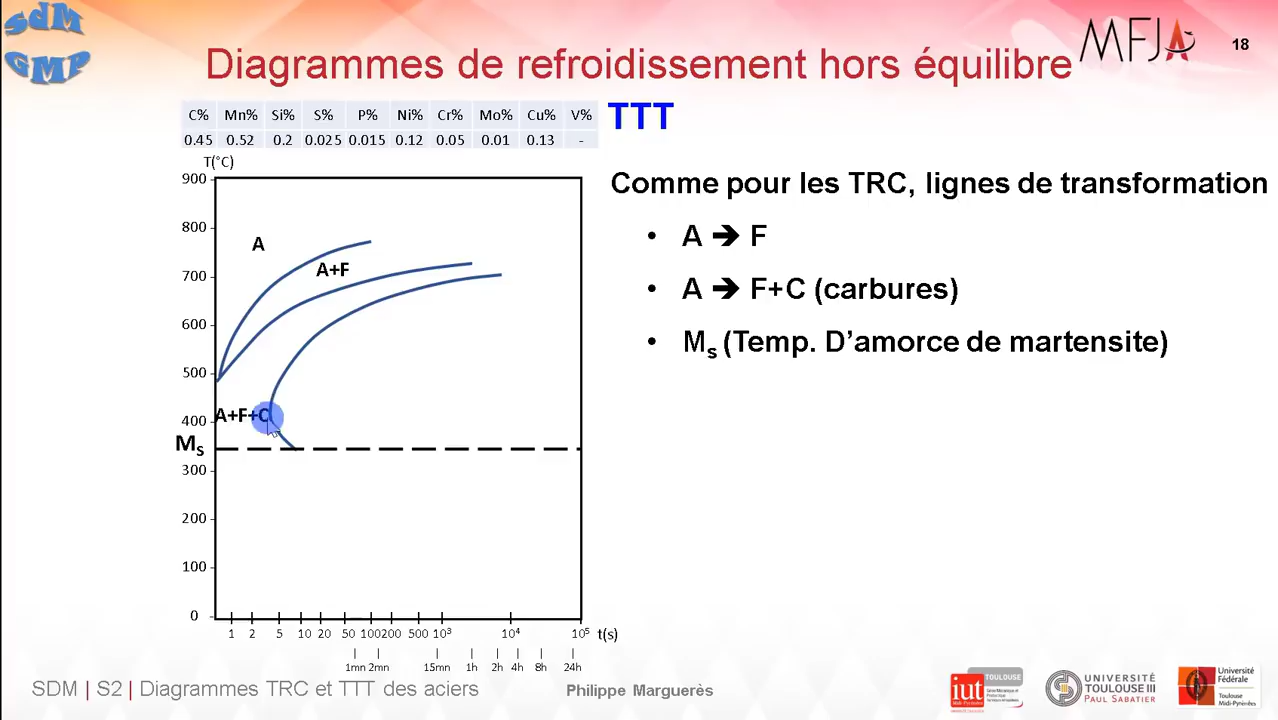 SdM
GMP
Diagrammes de refroidissement hors équilibre
MFJA
18
C% Mn% Si% S% P% Ni% Cr% Mo% Cu% V%
0.45 0.52 0.2 0.025 0.015 0.12 0.05 0.01 0.13 -
TTT
T(°C)
900
800
700
600
500
400
300
200
100
0
A
A+F
A+F+C
Ms
1 2 5 10 20 50 100 200 500 10³ 10⁴ 10⁵ t(s)
1mn 2mn 15mn 1h 2h 4h 8h 24h
Comme pour les TRC, lignes de transformation
• A ➔ F
• A ➔ F+C (carbures)
• Ms (Temp. D’amorce de martensite)
SDM | S2 | Diagrammes TRC et TTT des aciers
Philippe Marguerès
iut
Midi-Pyrénées
TOULOUSE
UNIVERSITÉ
TOULOUSE III
PAUL SABATIER
Université
Fédérale
Toulouse
Midi-Pyrénées